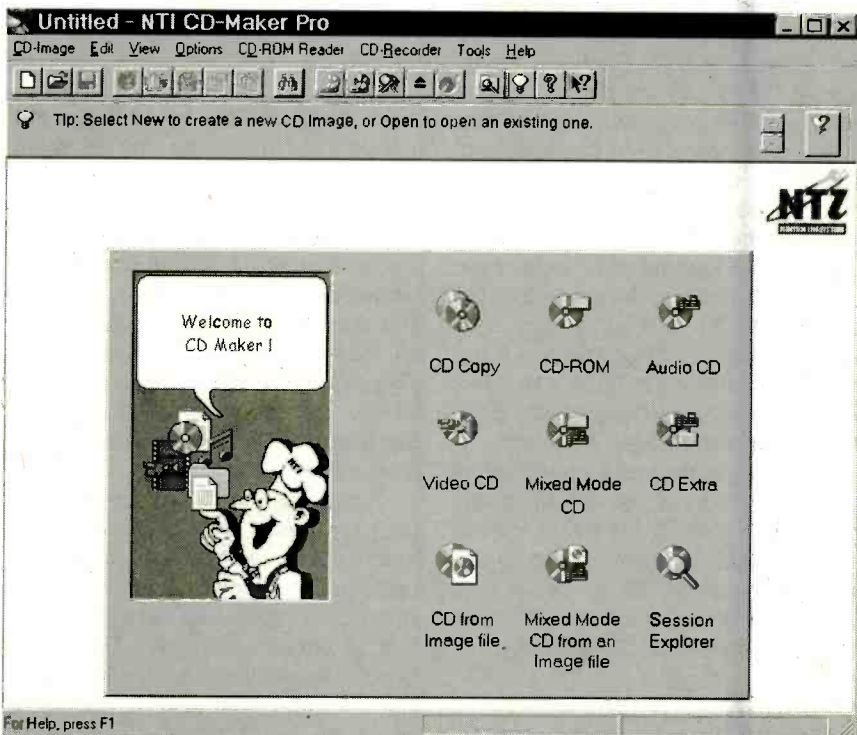 Untitled - NTI CD-Maker Pro
CD-Image Edit View Options CD-ROM Reader CD-Recorder Tools Help
Tip: Select New to create a new CD Image, or Open to open an existing one.
NTI
Welcome to
CD Maker !
CD Copy
CD-ROM
Audio CD
Video CD
Mixed Mode
CD
CD Extra
CD from
Image file
Mixed Mode
CD from an
Image file
Session
Explorer
For Help, press F1